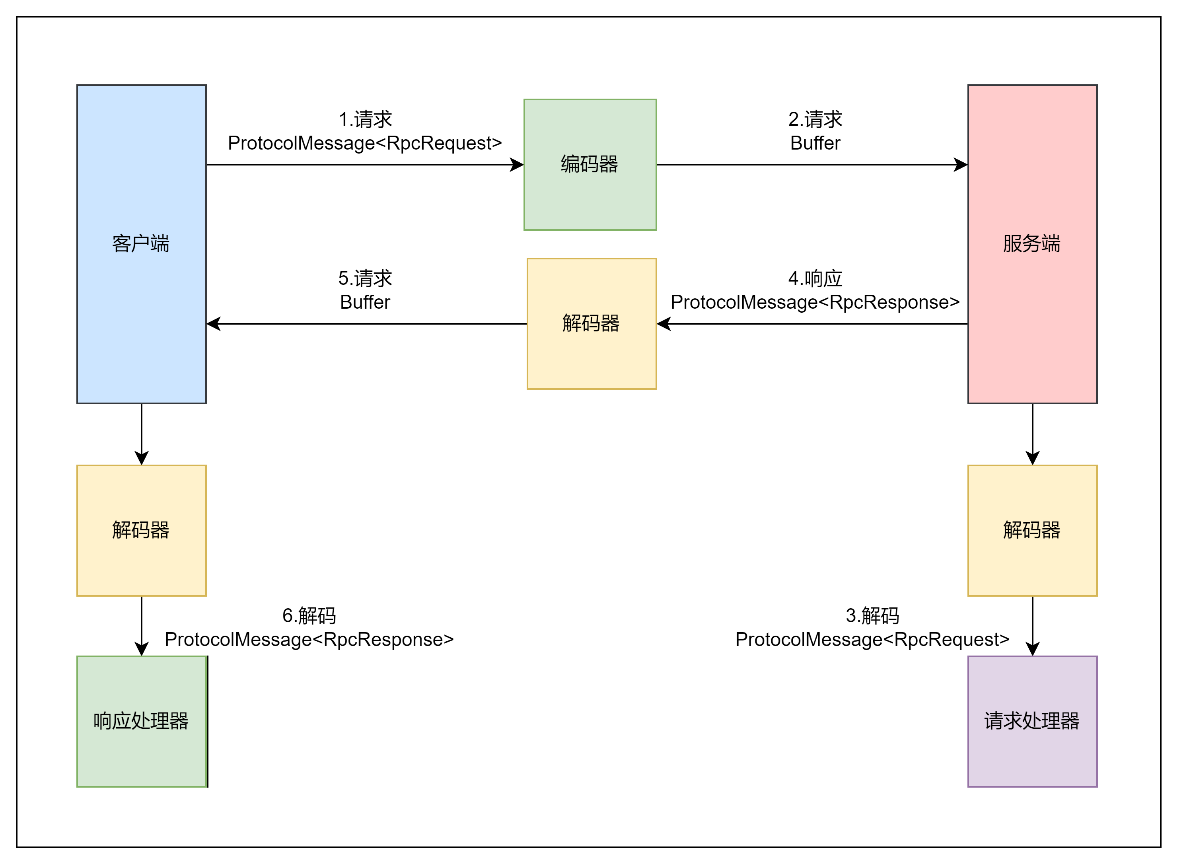 1.请求
ProtocolMessage<RpcRequest>
编码器
2.请求
Buffer
客户端
服务端
5.请求
Buffer
解码器
4.响应
ProtocolMessage<RpcResponse>
解码器
解码器
6.解码
ProtocolMessage<RpcResponse>
3.解码
ProtocolMessage<RpcRequest>
响应处理器
请求处理器